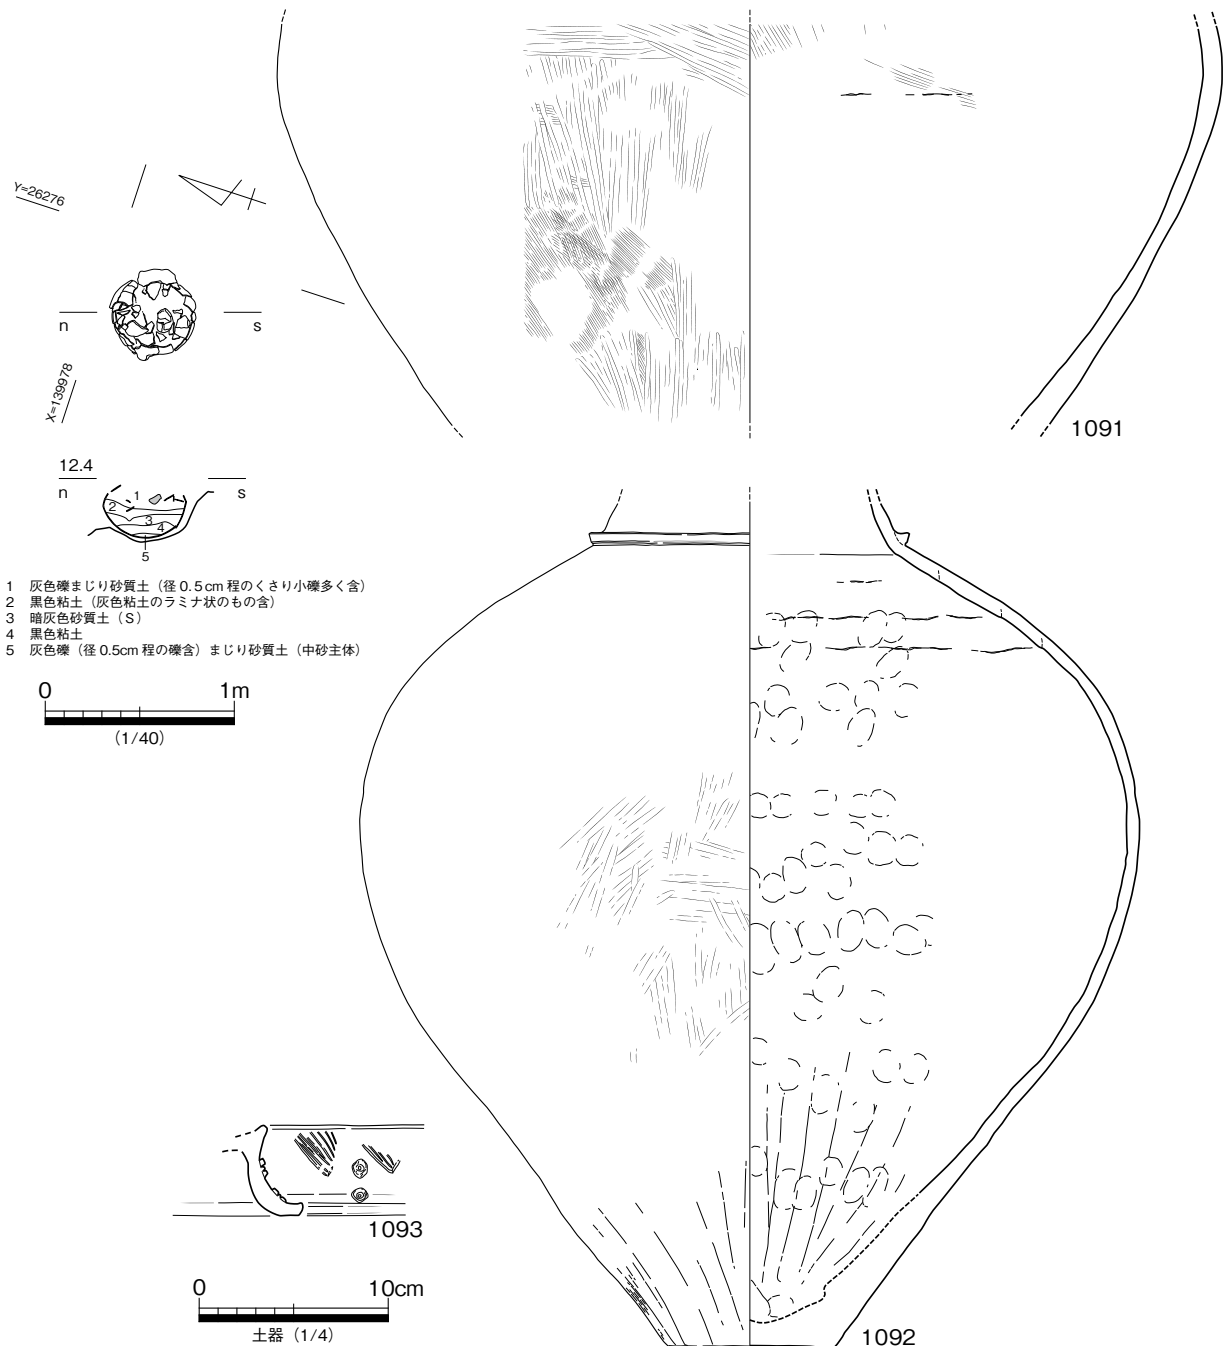 Y=26276
n s
X=139978
1091
12.4
n s
1
2
3
4
5
1 灰色礫まじり砂質土（径 0.5cm 程のくさり小礫多く含）
2 黒色粘土（灰色粘土のラミナ状のもの含）
3 暗灰色砂質土（S）
4 黒色粘土
5 灰色礫（径 0.5cm 程の礫含）まじり砂質土（中砂主体）
0 1m
（1/40）
1093
0 10cm
土器（1/4）
1092